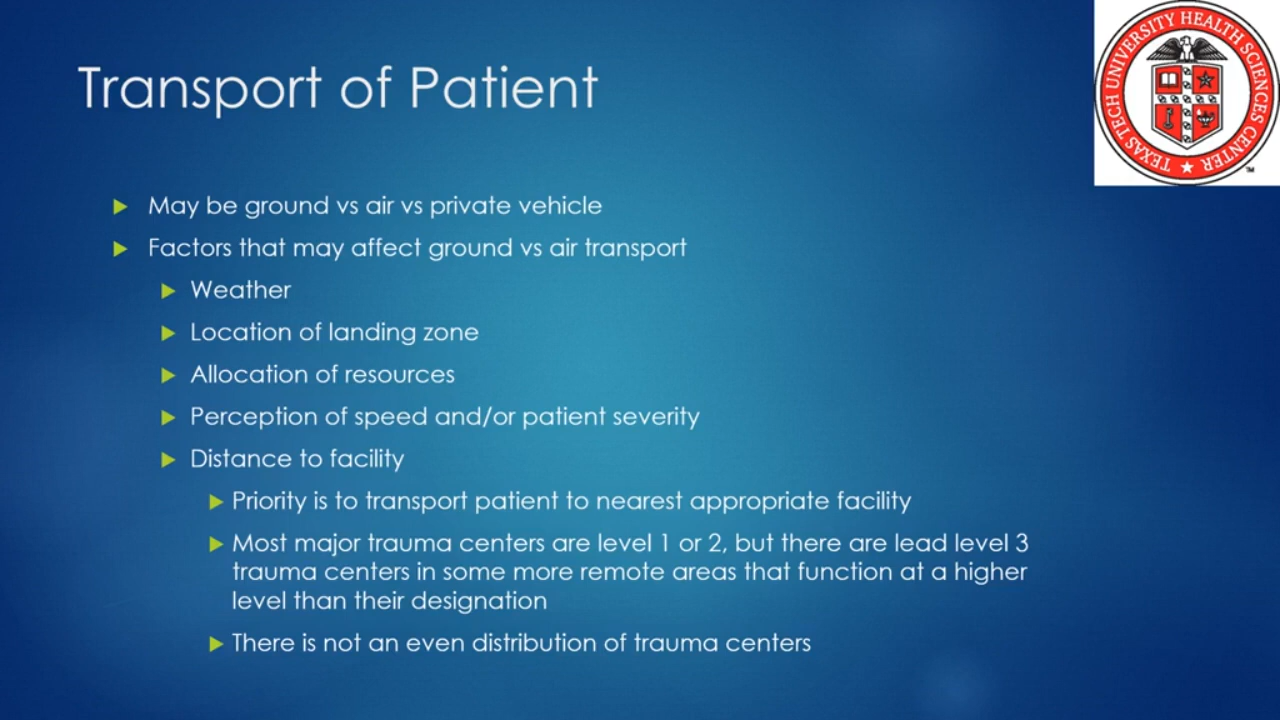 Transport of Patient
TEXAS TECH UNIVERSITY HEALTH SCIENCES CENTER
TM
May be ground vs air vs private vehicle
Factors that may affect ground vs air transport
Weather
Location of landing zone
Allocation of resources
Perception of speed and/or patient severity
Distance to facility
Priority is to transport patient to nearest appropriate facility
Most major trauma centers are level 1 or 2, but there are lead level 3
trauma centers in some more remote areas that function at a higher
level than their designation
There is not an even distribution of trauma centers